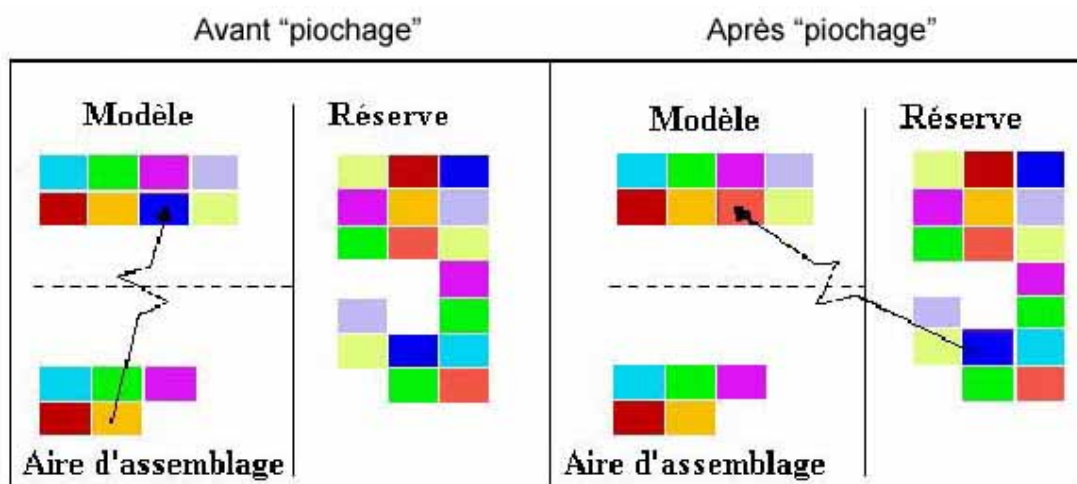 Avant “piochage”
Après “piochage”
Modèle
Réserve
Aire d'assemblage
Modèle
Réserve
Aire d'assemblage